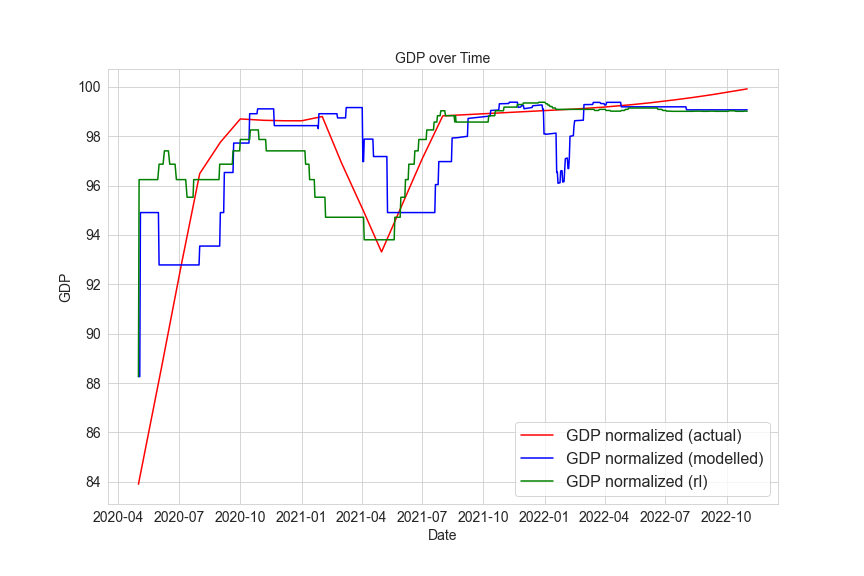 GDP over Time
100
98
96
94
92
90
88
86
84
GDP
GDP normalized (actual)
GDP normalized (modelled)
GDP normalized (rl)
2020-04 2020-07 2020-10 2021-01 2021-04 2021-07 2021-10 2022-01 2022-04 2022-07 2022-10
Date